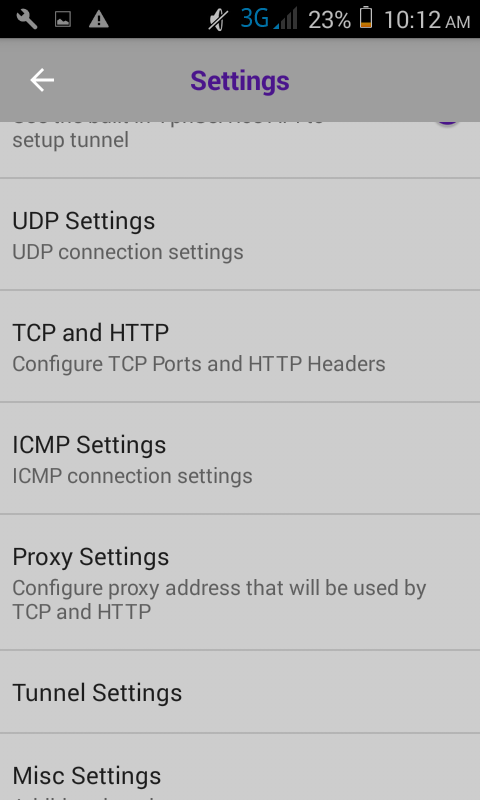 3G 23% 10:12 AM
Settings
setup tunnel
UDP Settings
UDP connection settings
TCP and HTTP
Configure TCP Ports and HTTP Headers
ICMP Settings
ICMP connection settings
Proxy Settings
Configure proxy address that will be used by
TCP and HTTP
Tunnel Settings
Misc Settings